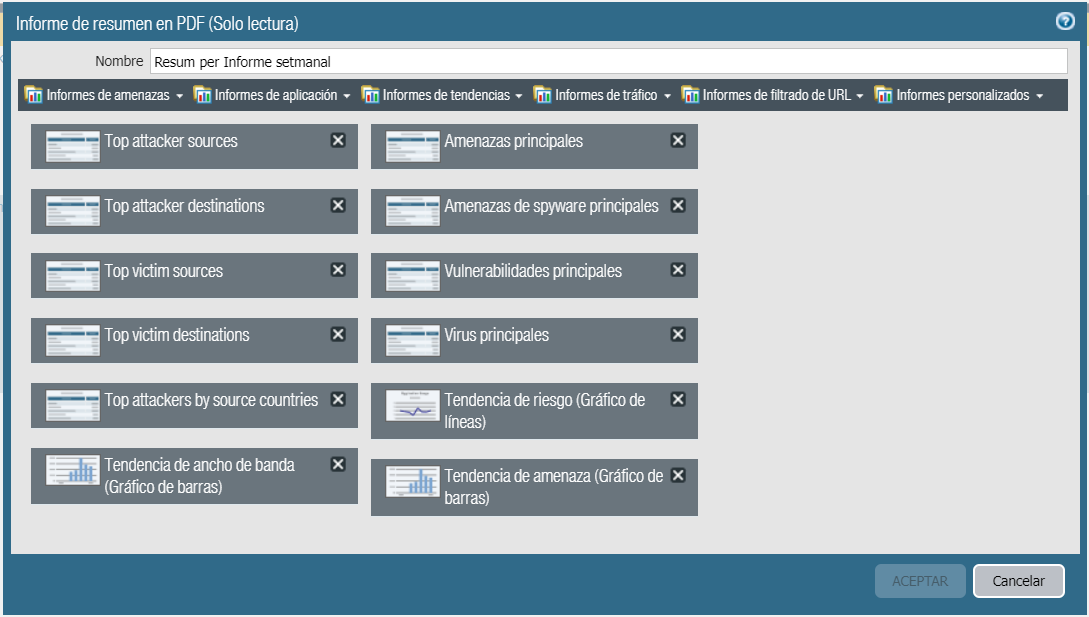 Informe de resumen en PDF (Solo lectura)
Nombre Resum per Informe setmanal
Informes de amenazas Informes de aplicación Informes de tendencias Informes de tráfico Informes de filtrado de URL Informes personalizados
Top attacker sources
Amenazas principales
Top attacker destinations
Amenazas de spyware principales
Top victim sources
Vulnerabilidades principales
Top victim destinations
Virus principales
Top attackers by source countries
Tendencia de riesgo (Gráfico de
líneas)
Tendencia de ancho de banda
(Gráfico de barras)
Tendencia de amenaza (Gráfico de
barras)
ACEPTAR
Cancelar